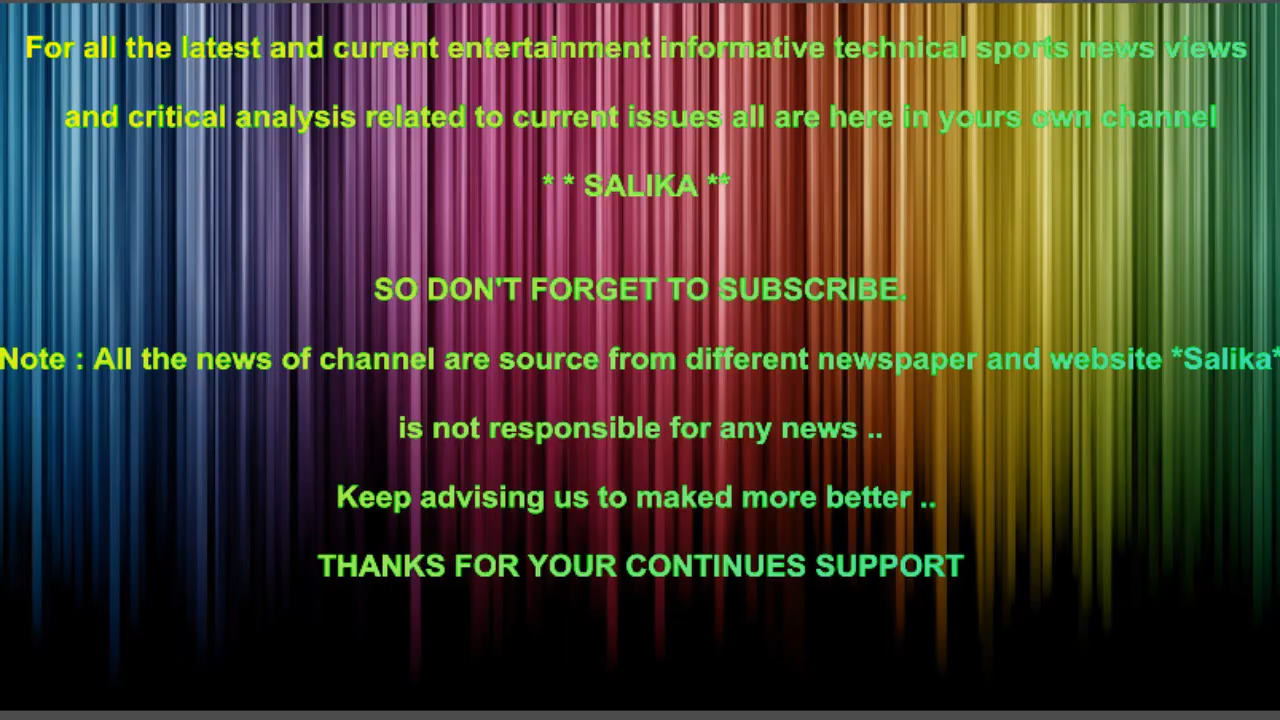 For all the latest and current entertainment informative technical sports news views
and critical analysis related to current issues all are here in yours own channel
* * SALIKA **
SO DON'T FORGET TO SUBSCRIBE.
Note : All the news of channel are source from different newspaper and website *Salika*
is not responsible for any news ..
Keep advising us to maked more better ..
THANKS FOR YOUR CONTINUES SUPPORT